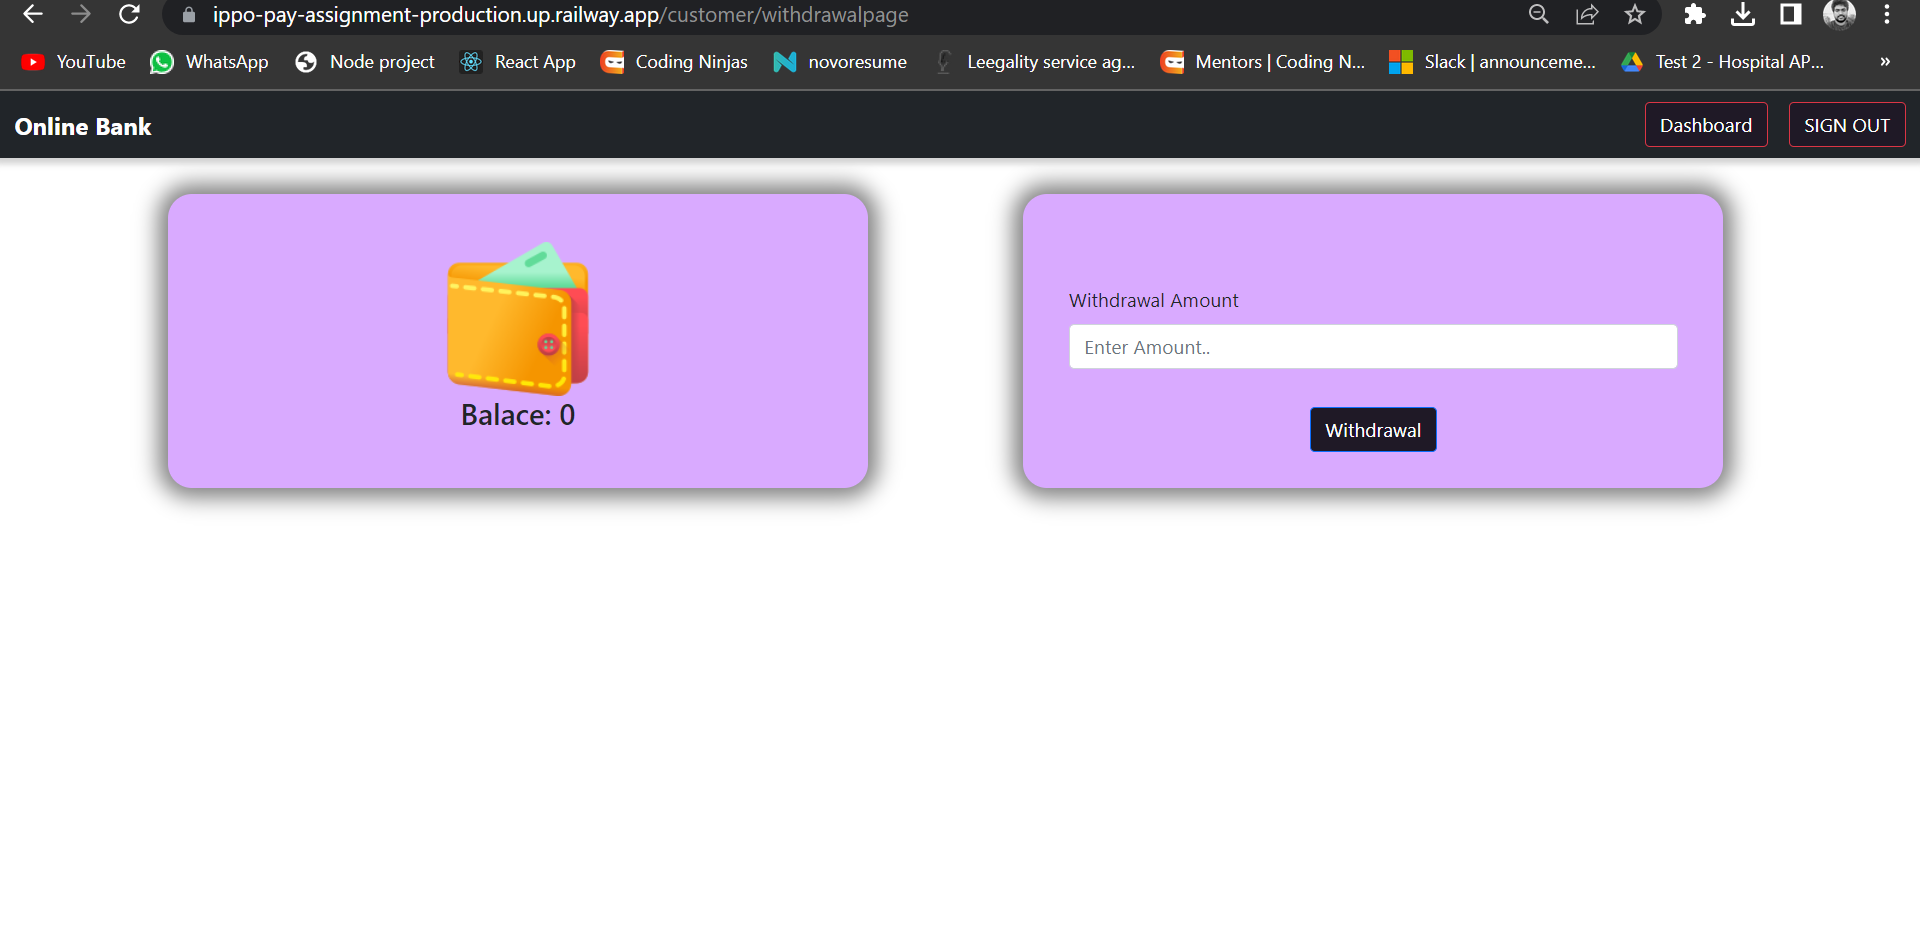 ippo-pay-assignment-production.up.railway.app/customer/withdrawalpage
YouTube WhatsApp Node project React App Coding Ninjas novoresume Leegality service ag... Mentors | Coding N... Slack | announceme... Test 2 - Hospital AP... »
Online Bank Dashboard SIGN OUT
Balace: 0
Withdrawal Amount
Enter Amount..
Withdrawal